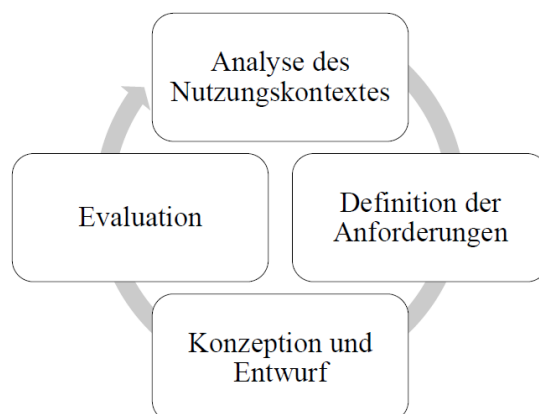 Analyse des
Nutzungskontextes
Evaluation
Definition der
Anforderungen
Konzeption und
Entwurf